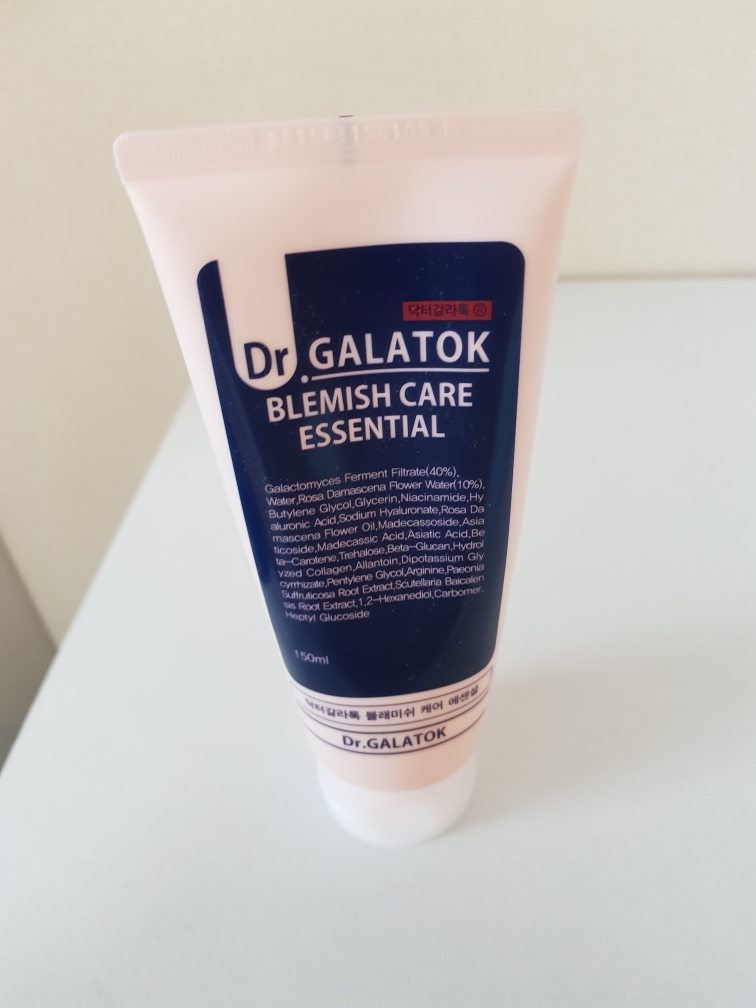 닥터갈라톡 ®
Dr.GALATOK
BLEMISH CARE
ESSENTIAL
Galactomyces Ferment Filtrate(40%),
Water,Rosa Damascena Flower Water(10%),
Butylene Glycol,Glycerin,Niacinamide,Hy
aluronic Acid,Sodium Hyaluronate,Rosa Da
mascena Flower Oil,Madecassoside,Asia
ticoside,Madecassic Acid,Asiatic Acid,Be
ta-Carotene,Trehalose,Beta-Glucan,Hydrol
yzed Collagen,Allantoin,Dipotassium Gly
cyrrhizate,Pentylene Glycol,Arginine,Paeonia
Suffruticosa Root Extract,Scutellaria Baicalen
sis Root Extract,1,2-Hexanediol,Carbomer,
Heptyl Glucoside
150ml
닥터갈라톡 블래미쉬 케어 에센셜
Dr.GALATOK